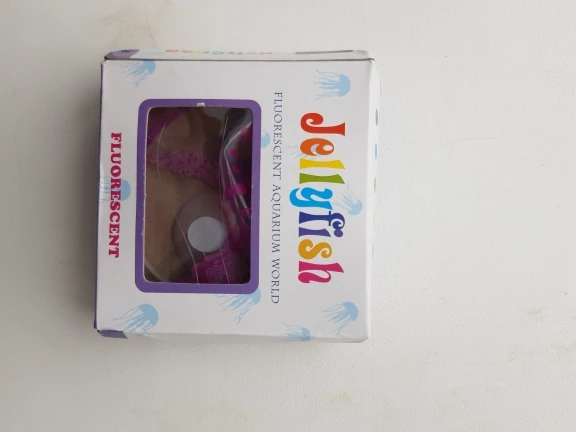 Jellyfish
FLUORESCENT AQUARIUM WORLD
FLUORESCENT